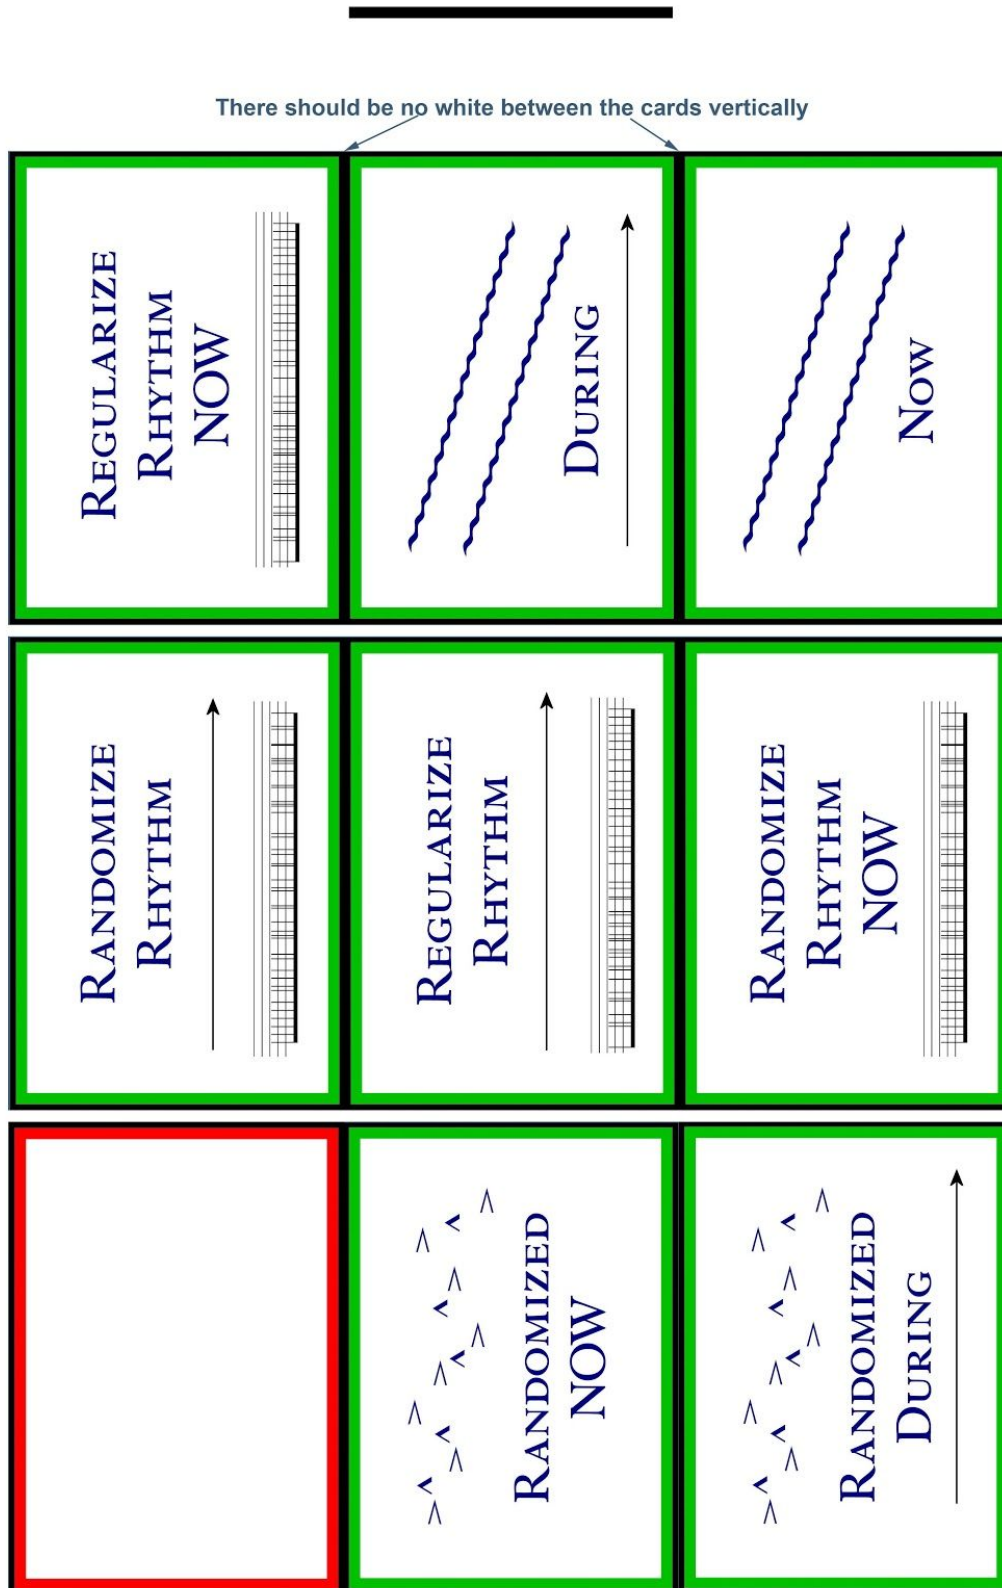 There should be no white between the cards vertically
REGULARIZE
RHYTHM
NOW
DURING
NOW
RANDOMIZE
RHYTHM
REGULARIZE
RHYTHM
RANDOMIZE
RHYTHM
NOW
RANDOMIZED
NOW
RANDOMIZED
DURING